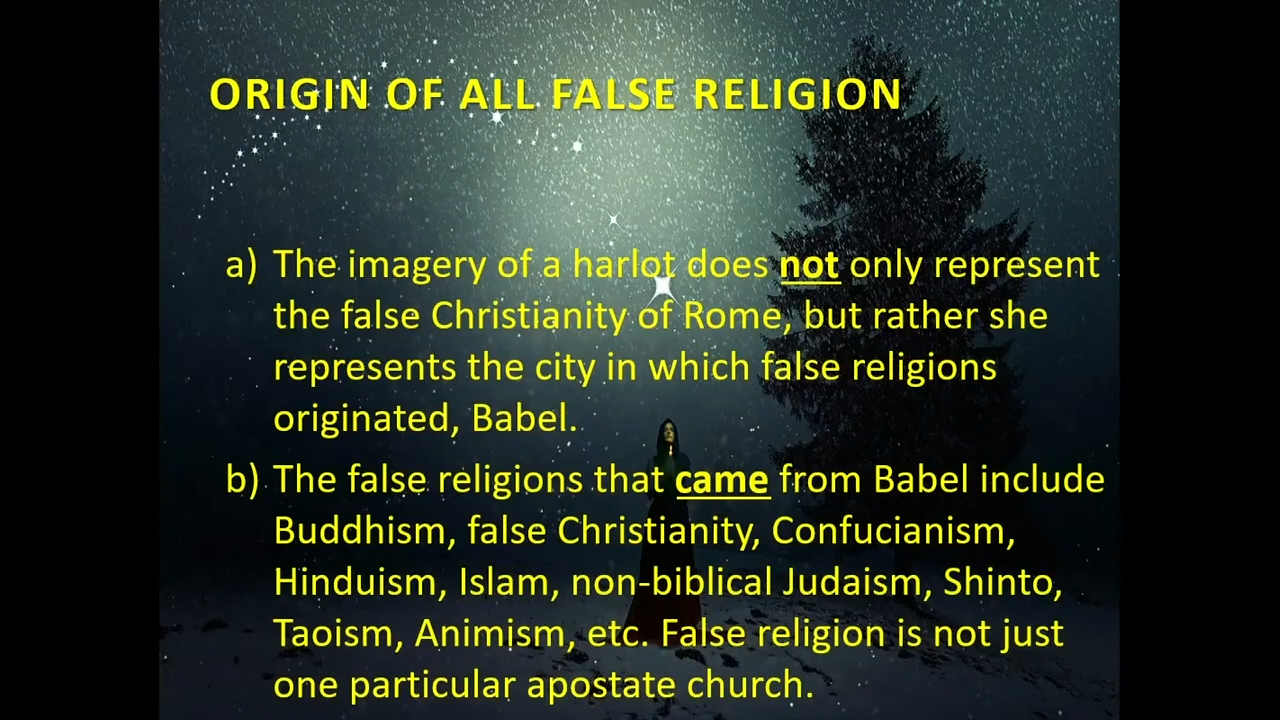 ORIGIN OF ALL FALSE RELIGION
a) The imagery of a harlot does not only represent
the false Christianity of Rome, but rather she
represents the city in which false religions
originated, Babel.
b) The false religions that came from Babel include
Buddhism, false Christianity, Confucianism,
Hinduism, Islam, non-biblical Judaism, Shinto,
Taoism, Animism, etc. False religion is not just
one particular apostate church.